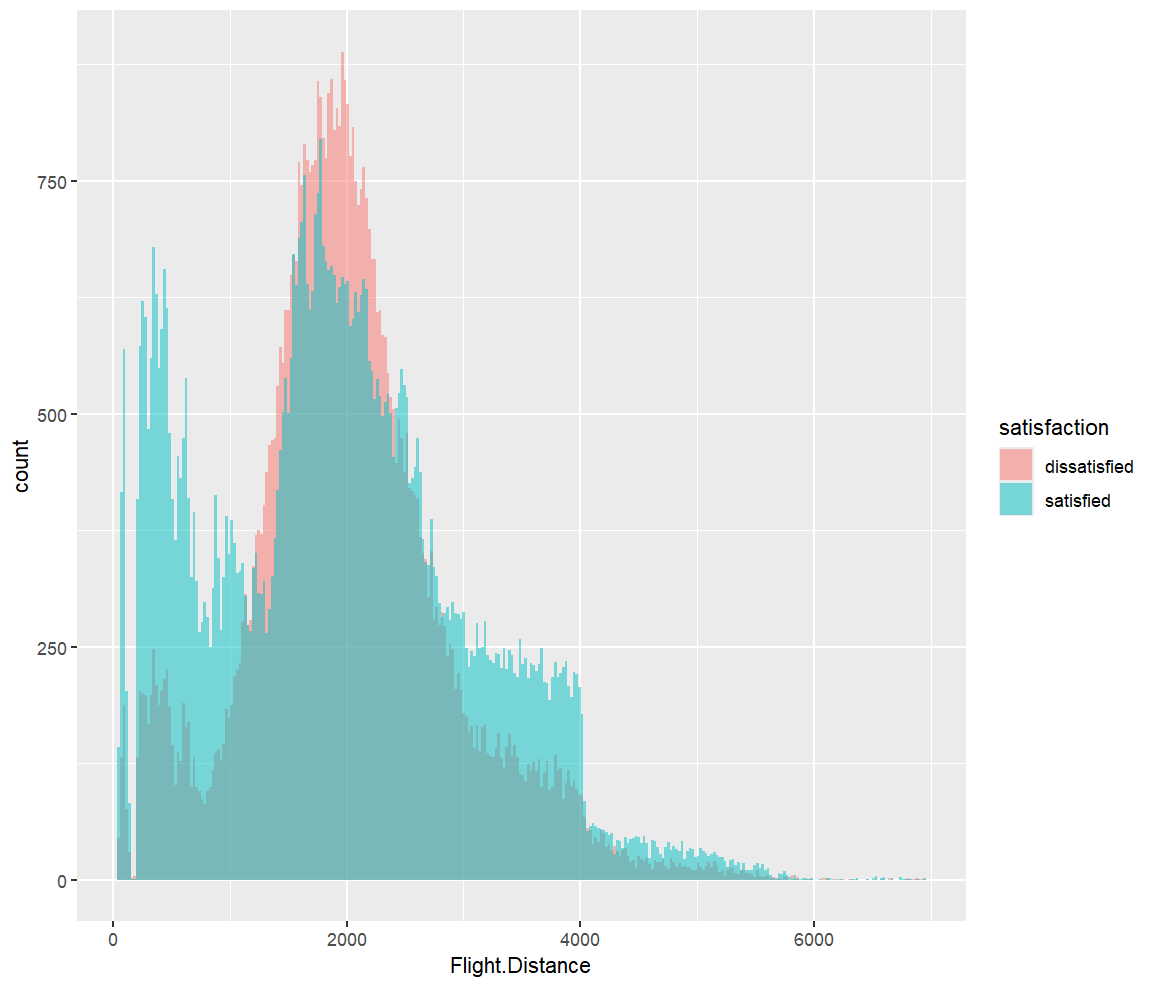 750
500
250
0
count
0 2000 4000 6000
Flight.Distance
satisfaction
dissatisfied
satisfied